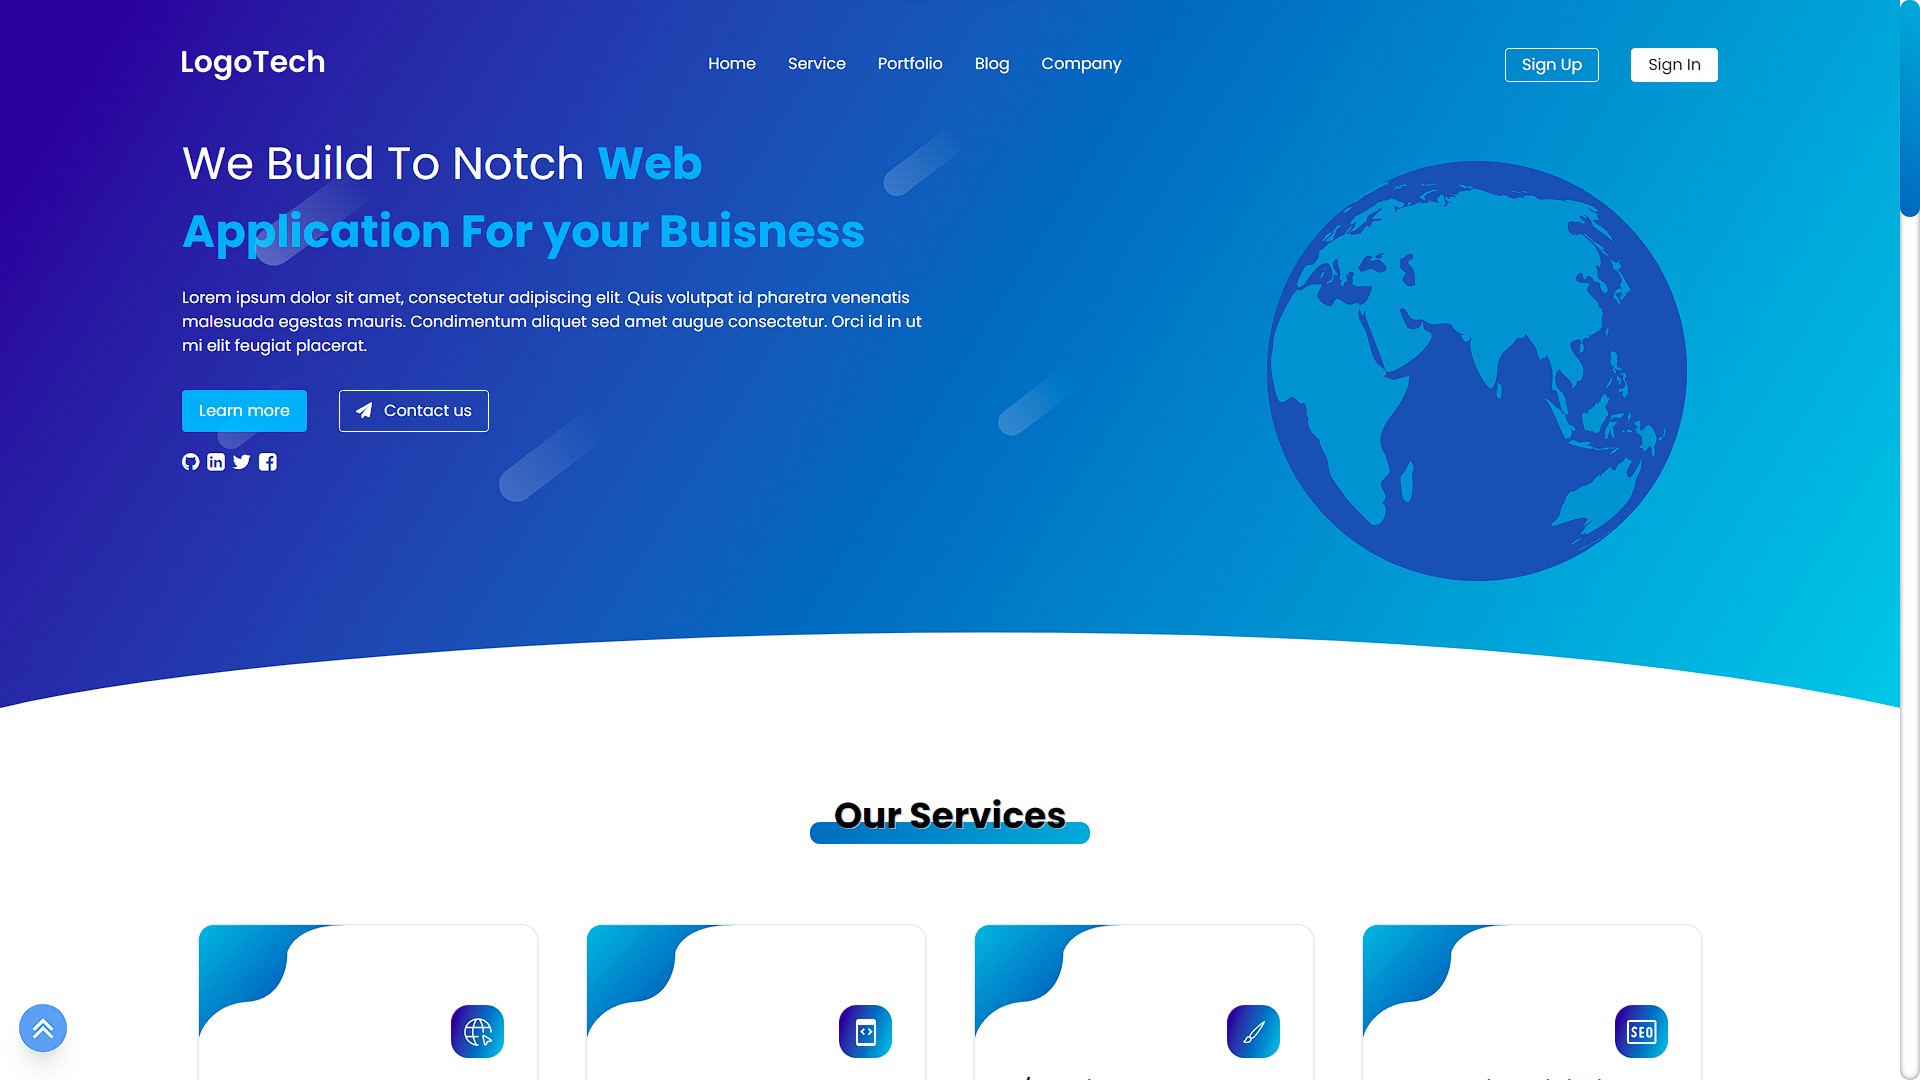 LogoTech
Home Service Portfolio Blog Company
Sign Up Sign In
We Build To Notch Web
Application For your Buisness
Lorem ipsum dolor sit amet, consectetur adipiscing elit. Quis volutpat id pharetra venenatis
malesuada egestas mauris. Condimentum aliquet sed amet augue consectetur. Orci id in ut
mi elit feugiat placerat.
Learn more Contact us
Our Services
SEO